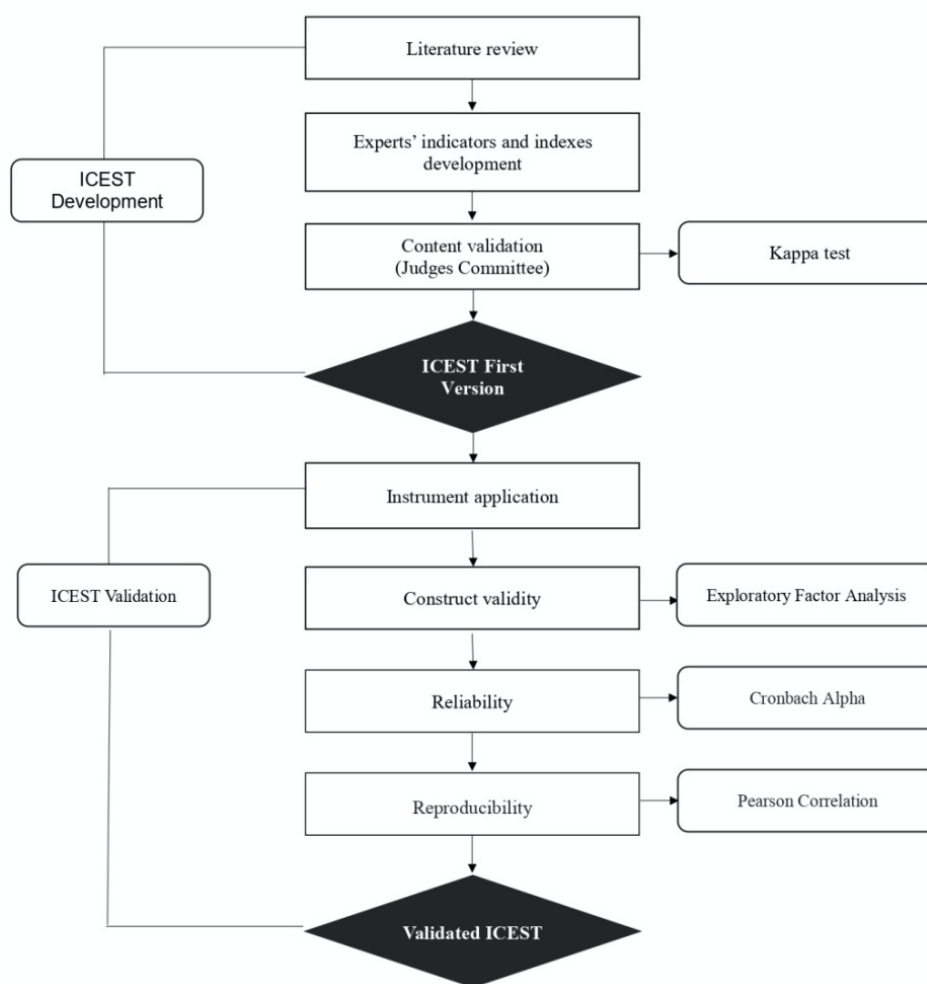 Literature review
Experts' indicators and indexes
development
ICEST
Development
Content validation
(Judges Committee)
Kappa test
ICEST First
Version
Instrument application
ICEST Validation
Construct validity
Exploratory Factor Analysis
Reliability
Cronbach Alpha
Reproducibility
Pearson Correlation
Validated ICEST